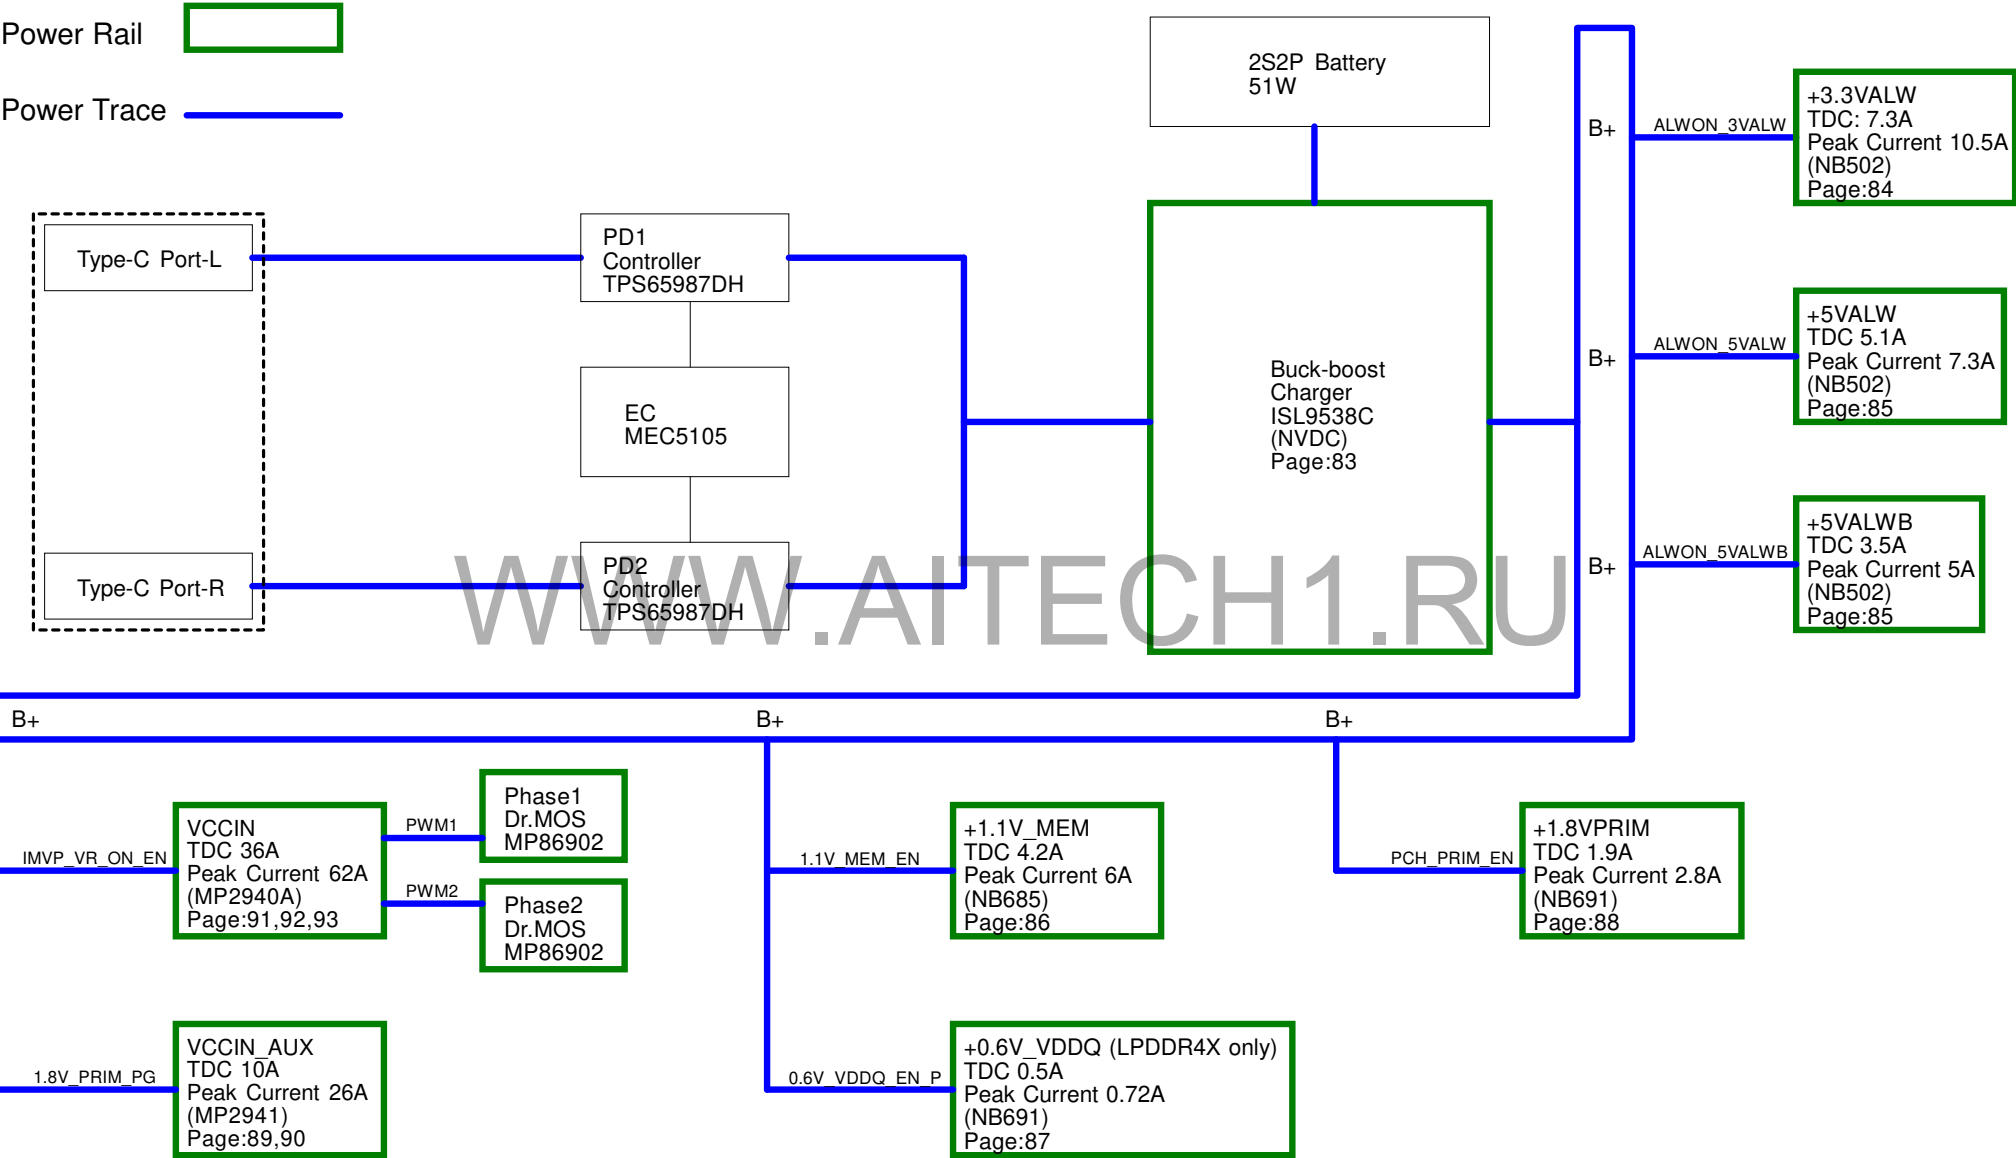 Power Rail
Power Trace
2S2P Battery
51W
Type-C Port-L
PD1
Controller
TPS65987DH
EC
MEC5105
Type-C Port-R
PD2
Controller
TPS65987DH
Buck-boost
Charger
ISL9538C
(NVDC)
Page:83
B+
ALWON_3VALW
+3.3VALW
TDC: 7.3A
Peak Current 10.5A
(NB502)
Page:84
B+
ALWON_5VALW
+5VALW
TDC 5.1A
Peak Current 7.3A
(NB502)
Page:85
B+
ALWON_5VALWB
+5VALWB
TDC 3.5A
Peak Current 5A
(NB502)
Page:85
WWW.AITECH1.RU
B+
B+
B+
IMVP_VR_ON_EN
VCCIN
TDC 36A
Peak Current 62A
(MP2940A)
Page:91,92,93
PWM1
Phase1
Dr.MOS
MP86902
PWM2
Phase2
Dr.MOS
MP86902
1.1V_MEM_EN
+1.1V_MEM
TDC 4.2A
Peak Current 6A
(NB685)
Page:86
PCH_PRIM_EN
+1.8VPRIM
TDC 1.9A
Peak Current 2.8A
(NB691)
Page:88
1.8V_PRIM_PG
VCCIN_AUX
TDC 10A
Peak Current 26A
(MP2941)
Page:89,90
0.6V_VDDQ_EN_P
+0.6V_VDDQ (LPDDR4X only)
TDC 0.5A
Peak Current 0.72A
(NB691)
Page:87